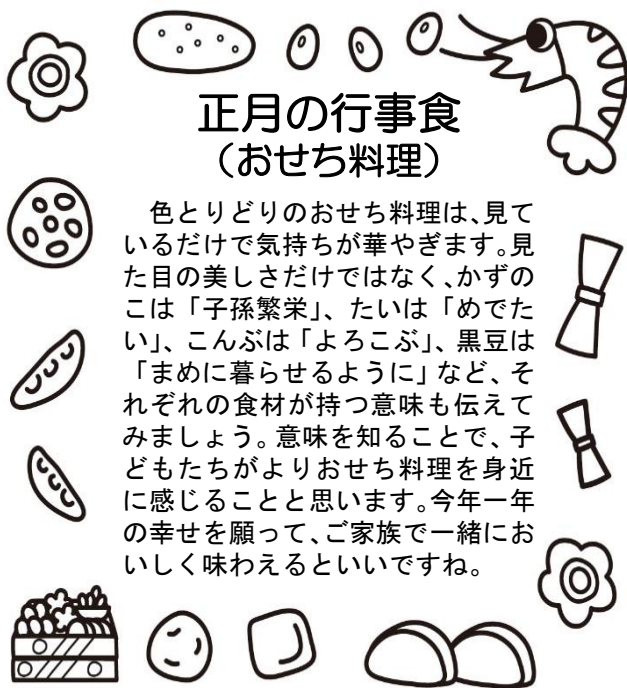 正月の行事食
（おせち料理）
　色とりどりのおせち料理は、見て
いるだけで気持ちが華やぎます。見
た目の美しさだけではなく、かずの
こは「子孫繁栄」、たいは「めでた
い」、こんぶは「よろこぶ」、黒豆は
「まめに暮らせるように」など、そ
れぞれの食材が持つ意味も伝えて
みましょう。意味を知ることで、子
どもたちがよりおせち料理を身近
に感じることと思います。今年一年
の幸せを願って、ご家族で一緒にお
いしく味わえるといいですね。